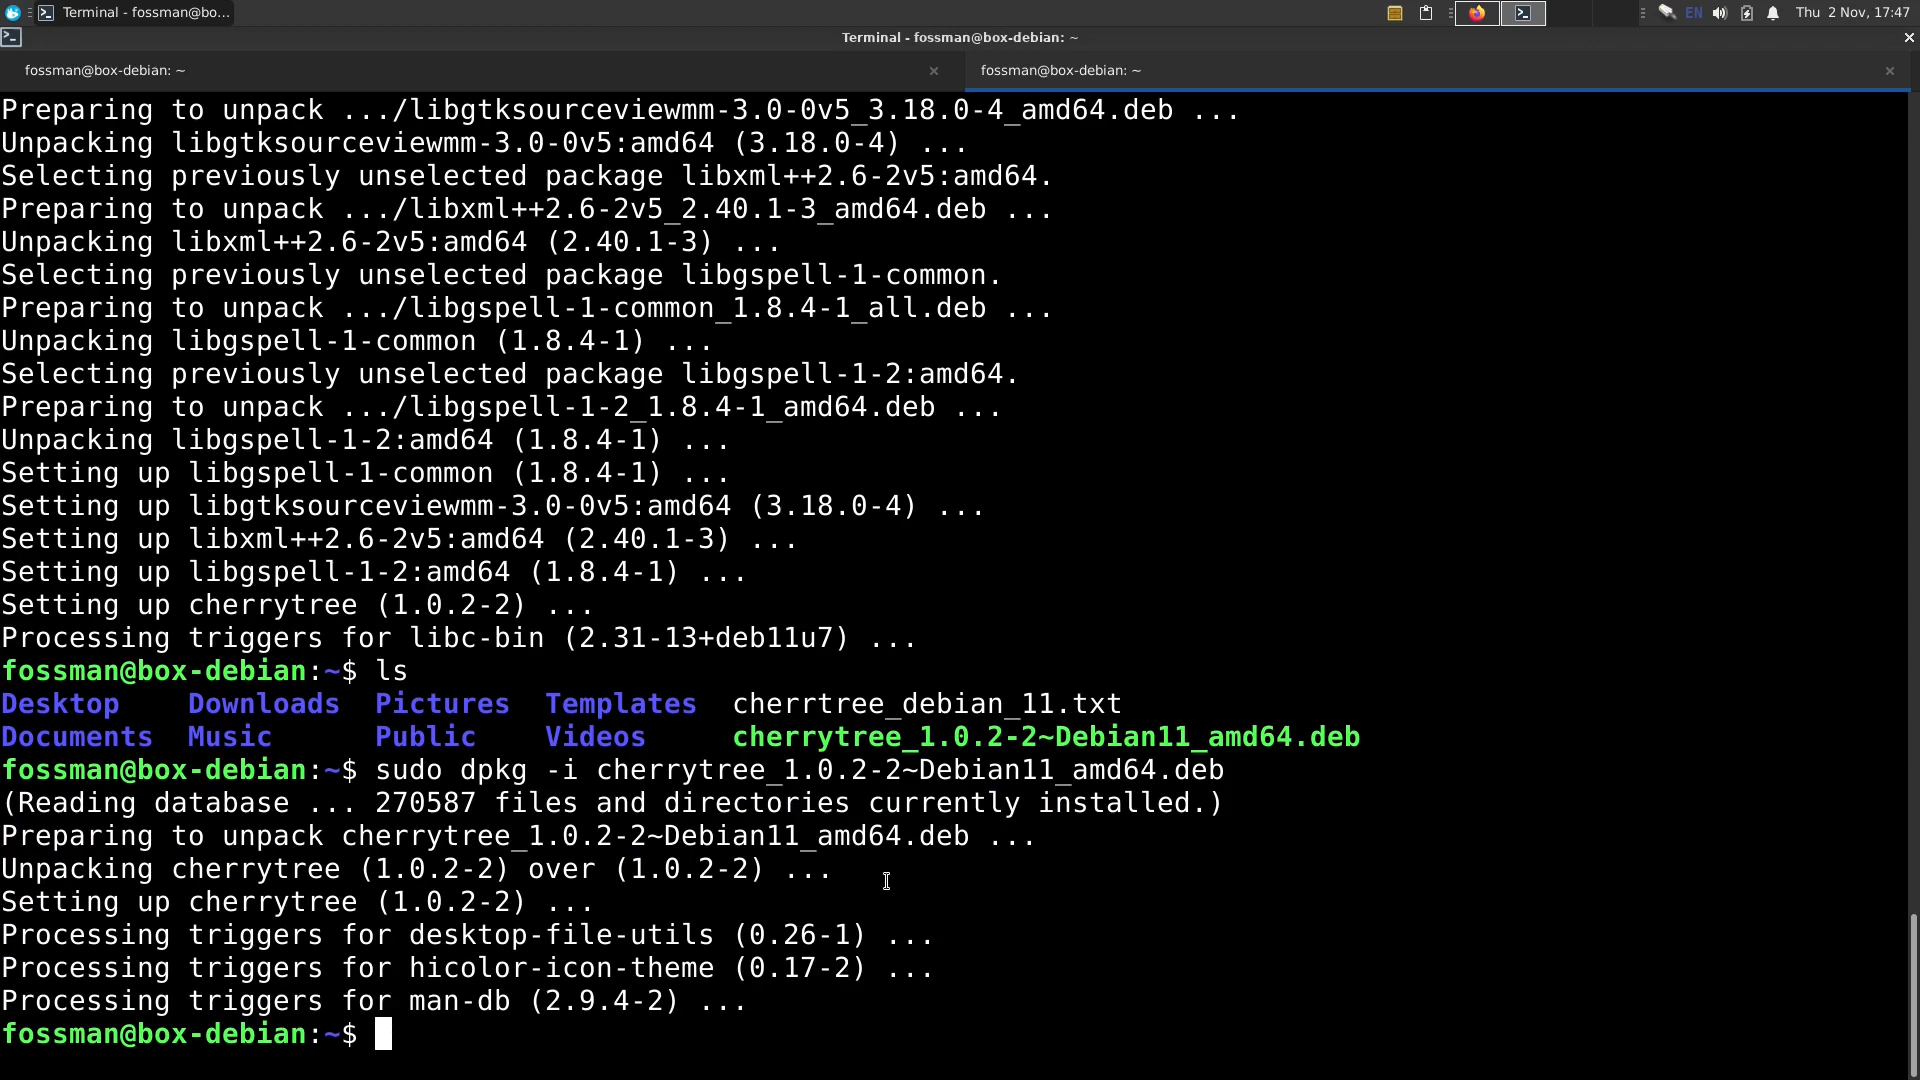 Terminal - fossman@bo...
EN
Thu 2 Nov, 17:47
Terminal - fossman@box-debian: ~
fossman@box-debian: ~
fossman@box-debian: ~
Preparing to unpack .../libgtksourceviewmm-3.0-0v5_3.18.0-4_amd64.deb ...
Unpacking libgtksourceviewmm-3.0-0v5:amd64 (3.18.0-4) ...
Selecting previously unselected package libxml++2.6-2v5:amd64.
Preparing to unpack .../libxml++2.6-2v5_2.40.1-3_amd64.deb ...
Unpacking libxml++2.6-2v5:amd64 (2.40.1-3) ...
Selecting previously unselected package libgspell-1-common.
Preparing to unpack .../libgspell-1-common_1.8.4-1_all.deb ...
Unpacking libgspell-1-common (1.8.4-1) ...
Selecting previously unselected package libgspell-1-2:amd64.
Preparing to unpack .../libgspell-1-2_1.8.4-1_amd64.deb ...
Unpacking libgspell-1-2:amd64 (1.8.4-1) ...
Setting up libgspell-1-common (1.8.4-1) ...
Setting up libgtksourceviewmm-3.0-0v5:amd64 (3.18.0-4) ...
Setting up libxml++2.6-2v5:amd64 (2.40.1-3) ...
Setting up libgspell-1-2:amd64 (1.8.4-1) ...
Setting up cherrytree (1.0.2-2) ...
Processing triggers for libc-bin (2.31-13+deb11u7) ...
fossman@box-debian:~$ ls
Desktop    Downloads  Pictures  Templates  cherrtree_debian_11.txt
Documents  Music      Public    Videos     cherrytree_1.0.2-2~Debian11_amd64.deb
fossman@box-debian:~$ sudo dpkg -i cherrytree_1.0.2-2~Debian11_amd64.deb
(Reading database ... 270587 files and directories currently installed.)
Preparing to unpack cherrytree_1.0.2-2~Debian11_amd64.deb ...
Unpacking cherrytree (1.0.2-2) over (1.0.2-2) ...
Setting up cherrytree (1.0.2-2) ...
Processing triggers for desktop-file-utils (0.26-1) ...
Processing triggers for hicolor-icon-theme (0.17-2) ...
Processing triggers for man-db (2.9.4-2) ...
fossman@box-debian:~$